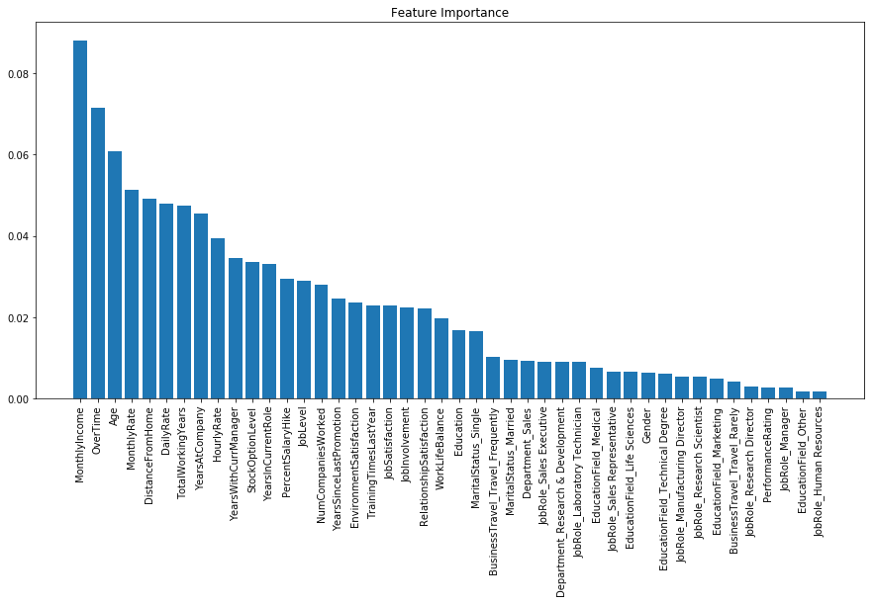 Feature Importance
0.08
0.06
0.04
0.02
0.00
MonthlyIncome
OverTime
Age
MonthlyRate
DistanceFromHome
DailyRate
TotalWorkingYears
YearsAtCompany
HourlyRate
YearsWithCurrManager
StockOptionLevel
YearsInCurrentRole
PercentSalaryHike
JobLevel
NumCompaniesWorked
YearsSinceLastPromotion
EnvironmentSatisfaction
TrainingTimesLastYear
JobSatisfaction
JobInvolvement
RelationshipSatisfaction
WorkLifeBalance
Education
MaritalStatus_Single
BusinessTravel_Travel_Frequently
MaritalStatus_Married
Department_Sales
JobRole_Sales Executive
Department_Research & Development
JobRole_Laboratory Technician
EducationField_Medical
JobRole_Sales Representative
EducationField_Life Sciences
Gender
EducationField_Technical Degree
JobRole_Manufacturing Director
JobRole_Research Scientist
EducationField_Marketing
BusinessTravel_Travel_Rarely
JobRole_Research Director
PerformanceRating
JobRole_Manager
EducationField_Other
JobRole_Human Resources